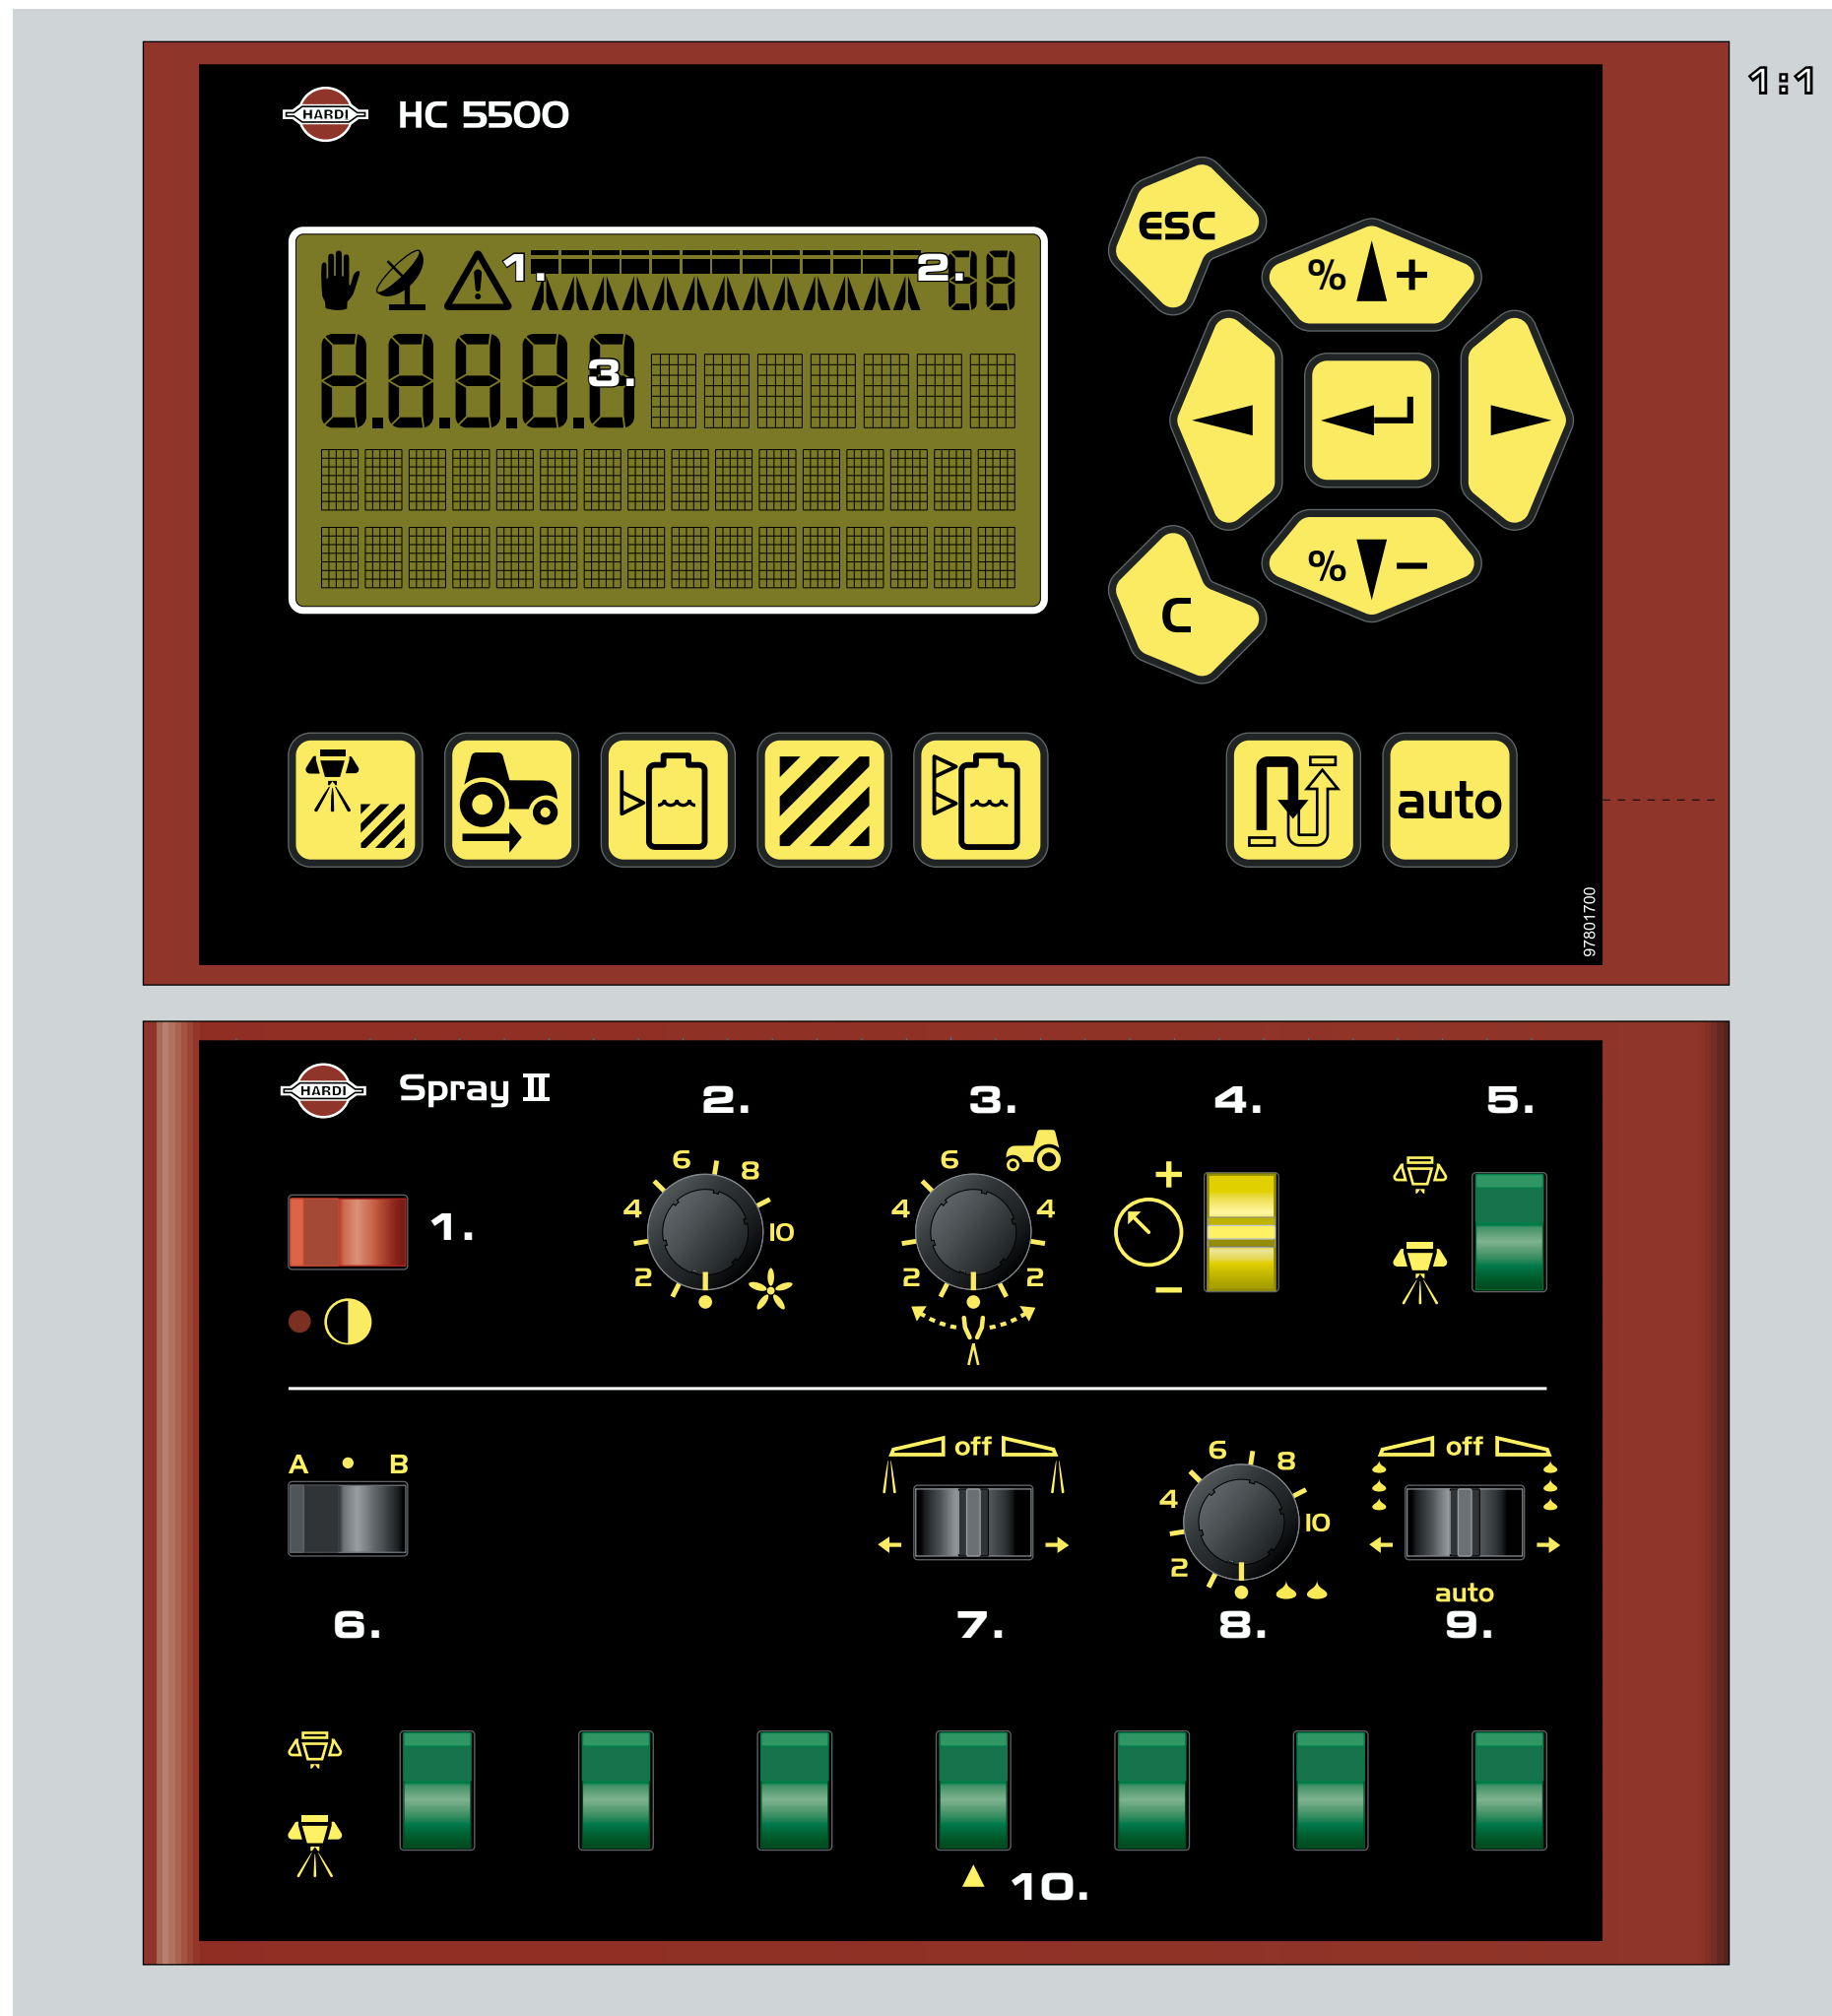 1:1
HARDI HC 5500
ESC
1. 2. 88
% +
8.8.8.8.8 3.
% −
C
auto
97801700
HARDI Spray II
2. 3. 4. 5.
6 8 4 10 2
6 4 4 2 2
+
−
1.
A • B
off
off
6 8 4 10 2
auto
6. 7. 8. 9.
10.